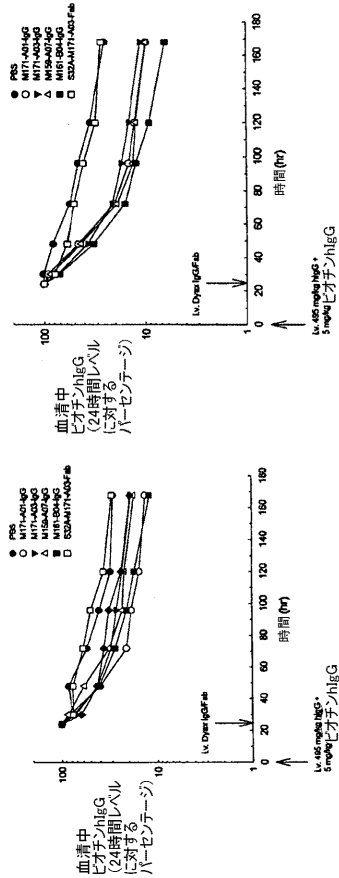 血清中
ビオチンhIgG
(24時間レベル
に対する
パーセンテージ)
100
10
1
0
20
40
60
80
100
120
140
160
180
時間 (hr)
PBS
M171-A01-IgG
M171-A03-IgG
M159-A07-IgG
M161-B04-IgG
S32A-M171-A03-Fab
i.v. Dyax IgG/Fab
i.v. 495 mg/kg hIgG +
5 mg/kg ビオチンhIgG
血清中
ビオチンhIgG
(24時間レベル
に対する
パーセンテージ)
100
10
1
0
20
40
60
80
100
120
140
160
180
時間 (hr)
PBS
M171-A01-IgG
M171-A03-IgG
M159-A07-IgG
M161-B04-IgG
S32A-M171-A03-Fab
i.v. Dyax IgG/Fab
i.v. 495 mg/kg hIgG +
5 mg/kg ビオチンhIgG